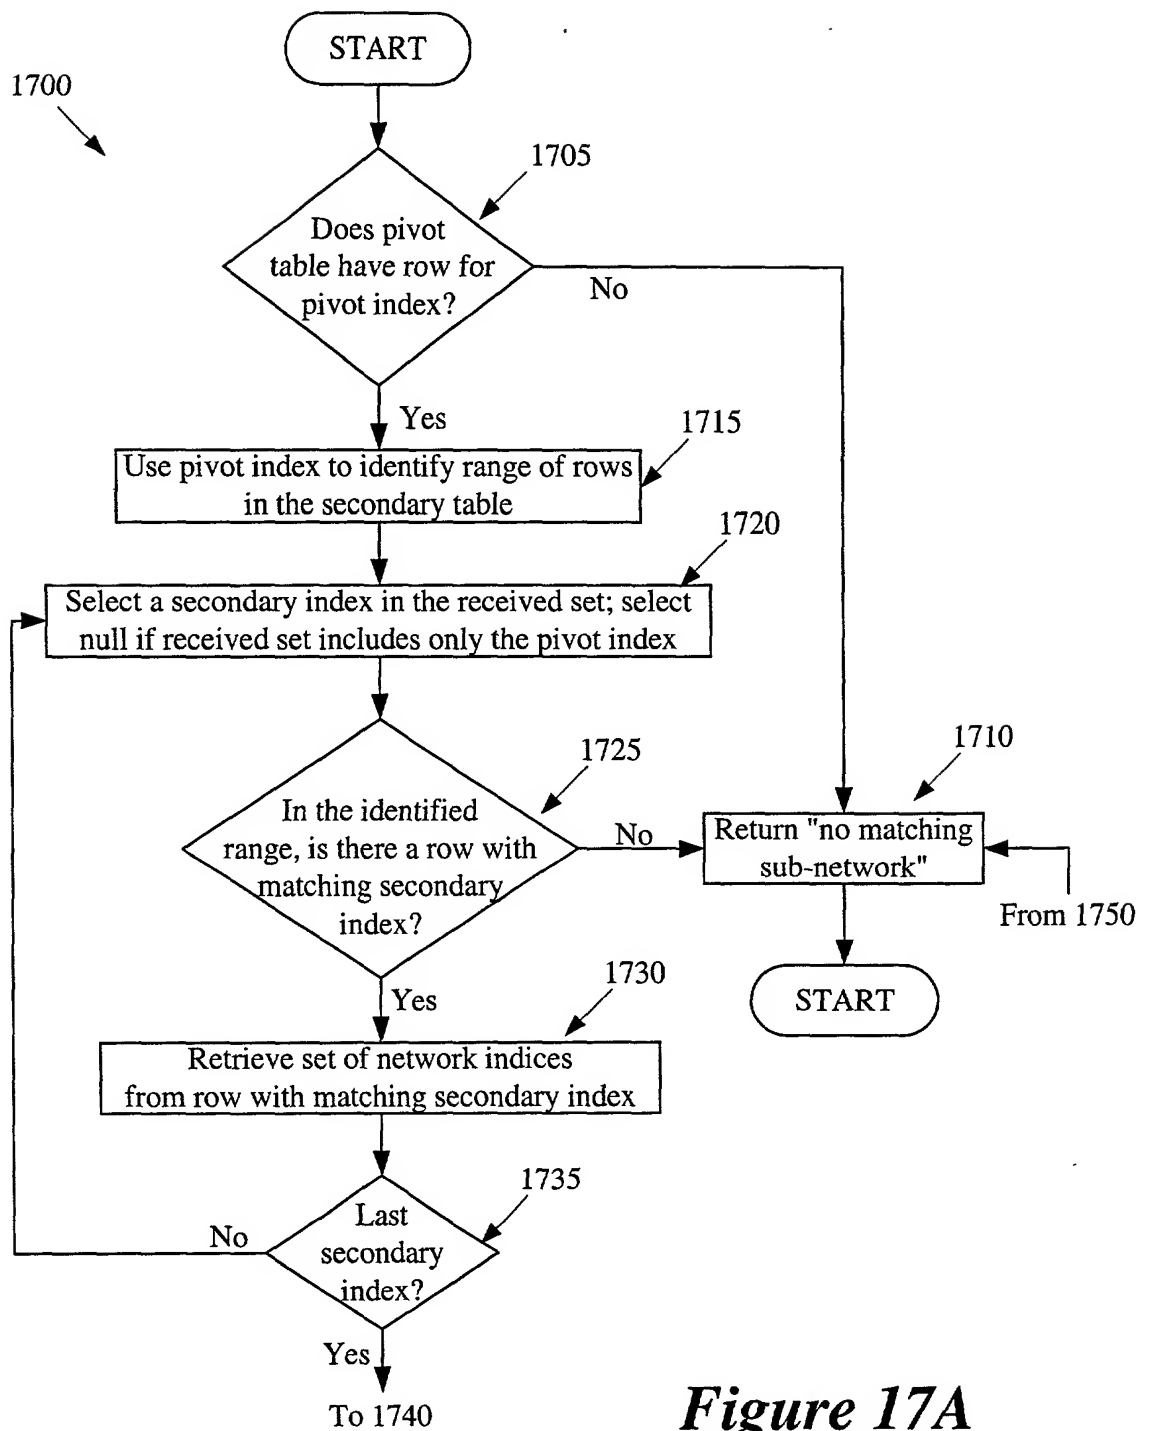 START
1700
1705
Does pivot
table have row for
pivot index?
No
Yes
1715
Use pivot index to identify range of rows
in the secondary table
1720
Select a secondary index in the received set; select
null if received set includes only the pivot index
1725
In the identified
range, is there a row with
matching secondary
index?
No
1710
Return "no matching
sub-network"
From 1750
START
Yes
1730
Retrieve set of network indices
from row with matching secondary index
1735
Last
secondary
index?
No
Yes
To 1740
Figure 17A